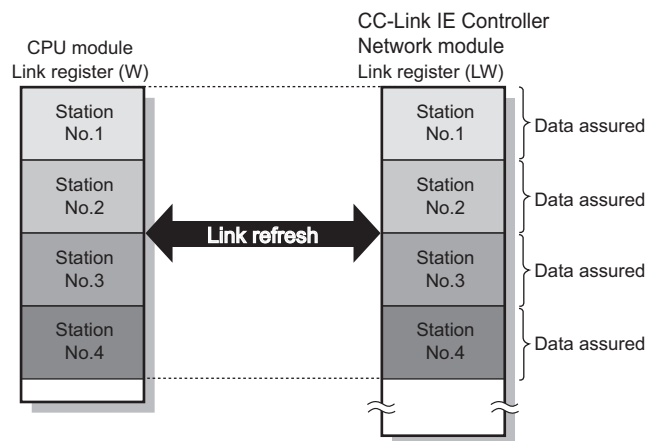 CPU module
Link register (W)
CC-Link IE Controller
Network module
Link register (LW)
Station
No.1
Station
No.2
Station
No.3
Station
No.4
Link refresh
Station
No.1
Station
No.2
Station
No.3
Station
No.4
Data assured
Data assured
Data assured
Data assured